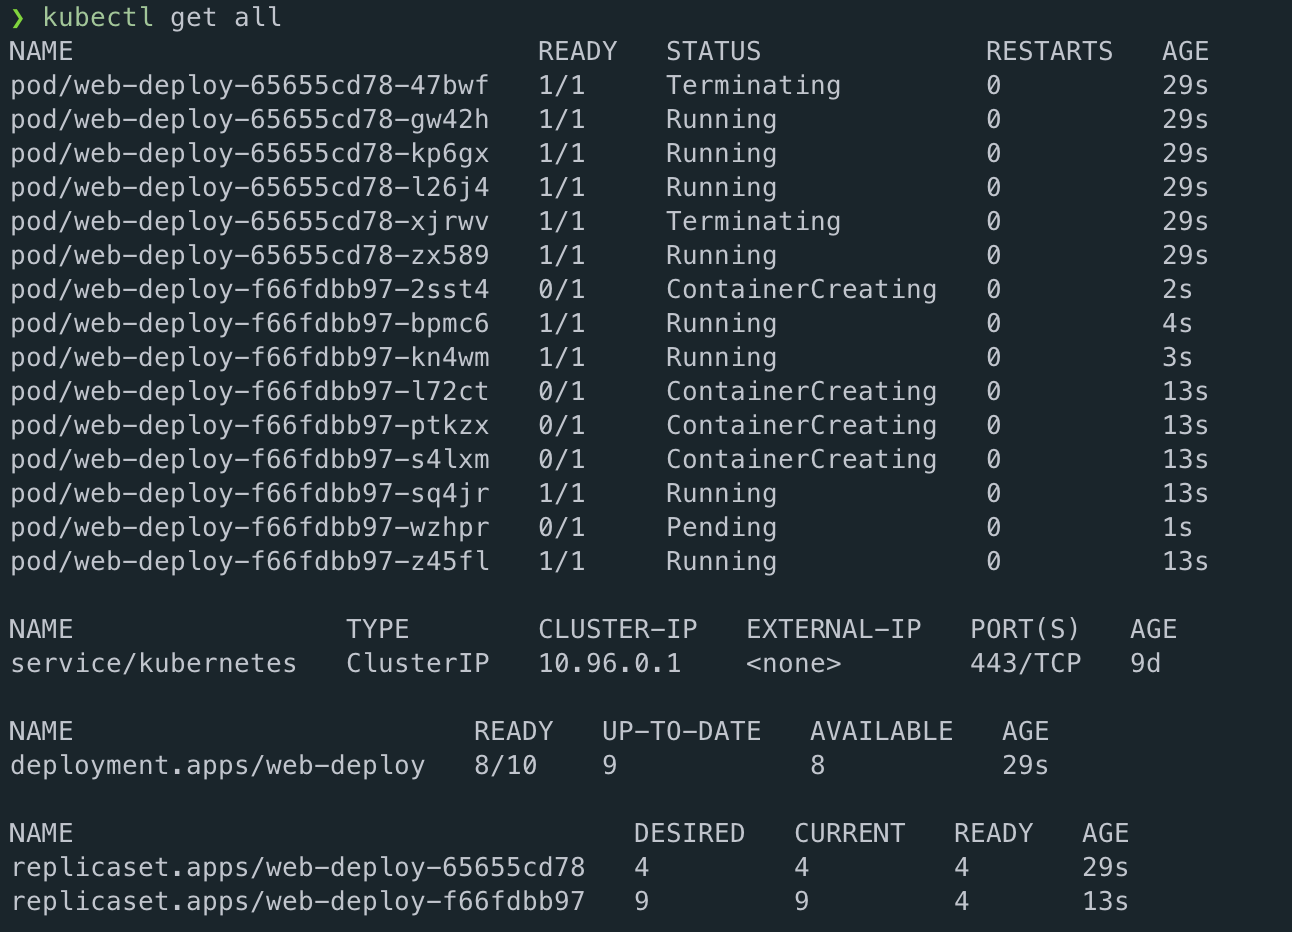 ❯ kubectl get all
NAME                             READY   STATUS              RESTARTS   AGE
pod/web-deploy-65655cd78-47bwf   1/1     Terminating         0          29s
pod/web-deploy-65655cd78-gw42h   1/1     Running             0          29s
pod/web-deploy-65655cd78-kp6gx   1/1     Running             0          29s
pod/web-deploy-65655cd78-l26j4   1/1     Running             0          29s
pod/web-deploy-65655cd78-xjrwv   1/1     Terminating         0          29s
pod/web-deploy-65655cd78-zx589   1/1     Running             0          29s
pod/web-deploy-f66fdbb97-2sst4   0/1     ContainerCreating   0          2s
pod/web-deploy-f66fdbb97-bpmc6   1/1     Running             0          4s
pod/web-deploy-f66fdbb97-kn4wm   1/1     Running             0          3s
pod/web-deploy-f66fdbb97-l72ct   0/1     ContainerCreating   0          13s
pod/web-deploy-f66fdbb97-ptkzx   0/1     ContainerCreating   0          13s
pod/web-deploy-f66fdbb97-s4lxm   0/1     ContainerCreating   0          13s
pod/web-deploy-f66fdbb97-sq4jr   1/1     Running             0          13s
pod/web-deploy-f66fdbb97-wzhpr   0/1     Pending             0          1s
pod/web-deploy-f66fdbb97-z45fl   1/1     Running             0          13s

NAME                 TYPE        CLUSTER-IP   EXTERNAL-IP   PORT(S)   AGE
service/kubernetes   ClusterIP   10.96.0.1    <none>        443/TCP   9d

NAME                         READY   UP-TO-DATE   AVAILABLE   AGE
deployment.apps/web-deploy   8/10    9            8           29s

NAME                                   DESIRED   CURRENT   READY   AGE
replicaset.apps/web-deploy-65655cd78   4         4         4       29s
replicaset.apps/web-deploy-f66fdbb97   9         9         4       13s